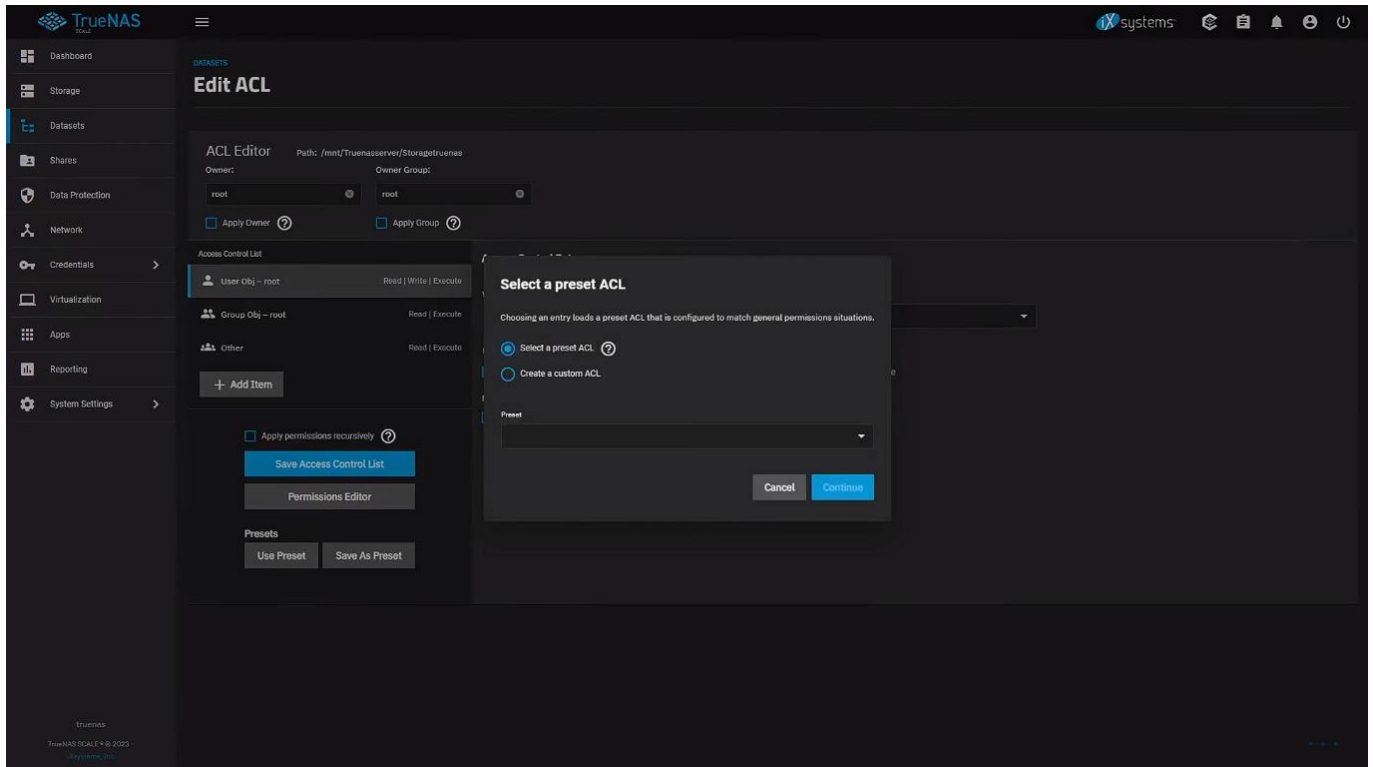 TrueNAS
SCALE
iX systems
Dashboard
Storage
Datasets
Shares
Data Protection
Network
Credentials
Virtualization
Apps
Reporting
System Settings
truenas
TrueNAS SCALE ® © 2023
iXsystems, Inc
DATASETS
Edit ACL
ACL Editor Path: /mnt/Truenasserver/Storagetruenas
Owner: Owner Group:
root root
Apply Owner Apply Group
Access Control List
User Obj – root Read | Write | Execute
Group Obj – root Read | Execute
Other Read | Execute
+ Add Item
Apply permissions recursively
Save Access Control List
Permissions Editor
Presets
Use Preset Save As Preset
Select a preset ACL
Choosing an entry loads a preset ACL that is configured to match general permissions situations.
Select a preset ACL
Create a custom ACL
Preset
Cancel Continue